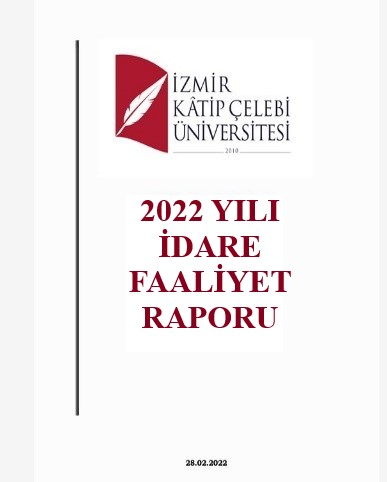 İZMİR
KÂTİP ÇELEBİ
ÜNİVERSİTESİ
2010
2022 YILI
İDARE
FAALİYET
RAPORU
28.02.2022